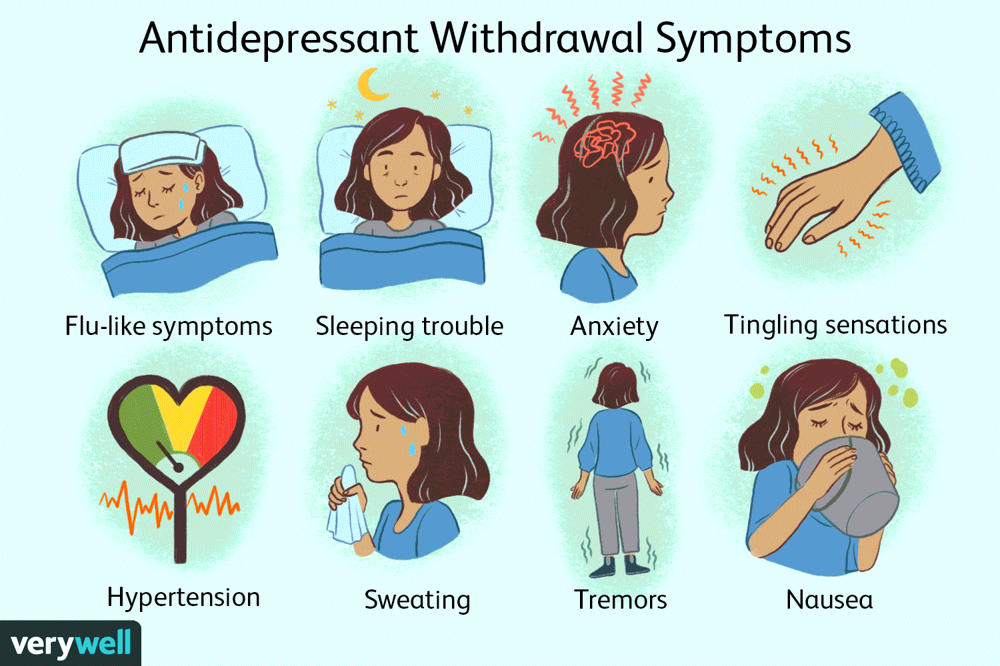 Antidepressant Withdrawal Symptoms
Flu-like symptoms
Sleeping trouble
Anxiety
Tingling sensations
Hypertension
Sweating
Tremors
Nausea
verywell